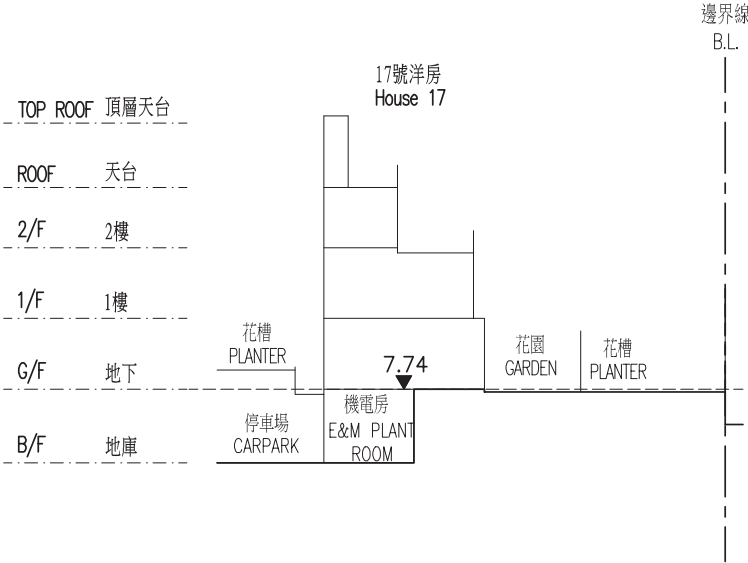 邊界線
B.L.
17號洋房
House 17
TOP ROOF 頂層天台
ROOF 天台
2/F 2樓
1/F 1樓
花槽
PLANTER
G/F 地下
7.74
花園
GARDEN
花槽
PLANTER
B/F 地庫
停車場
CARPARK
機電房
E&M PLANT
ROOM